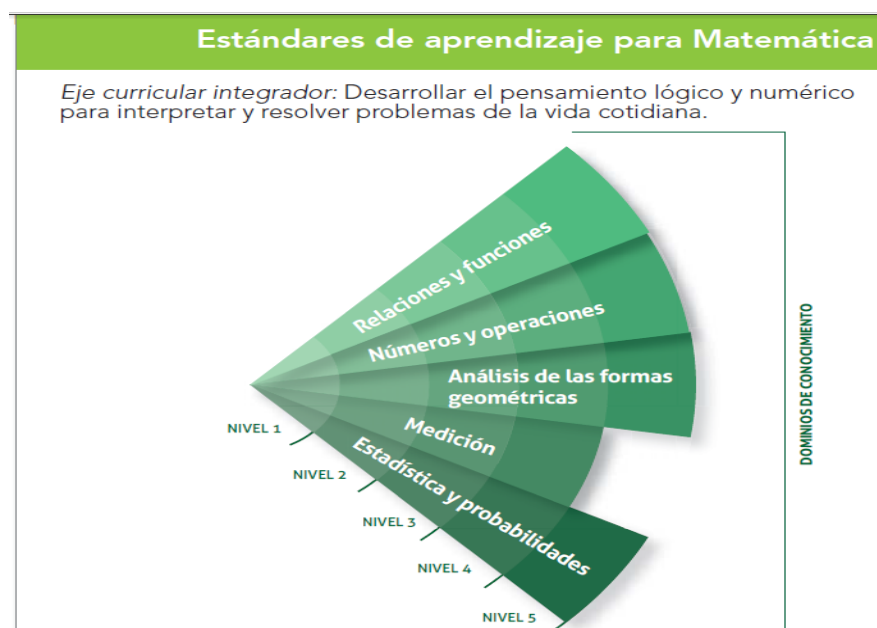 Estándares de aprendizaje para Matemática
Eje curricular integrador: Desarrollar el pensamiento lógico y numérico
para interpretar y resolver problemas de la vida cotidiana.
Relaciones y funciones
Números y operaciones
Análisis de las formas
geométricas
Medición
Estadística y probabilidades
NIVEL 1
NIVEL 2
NIVEL 3
NIVEL 4
NIVEL 5
DOMINIOS DE CONOCIMIENTO